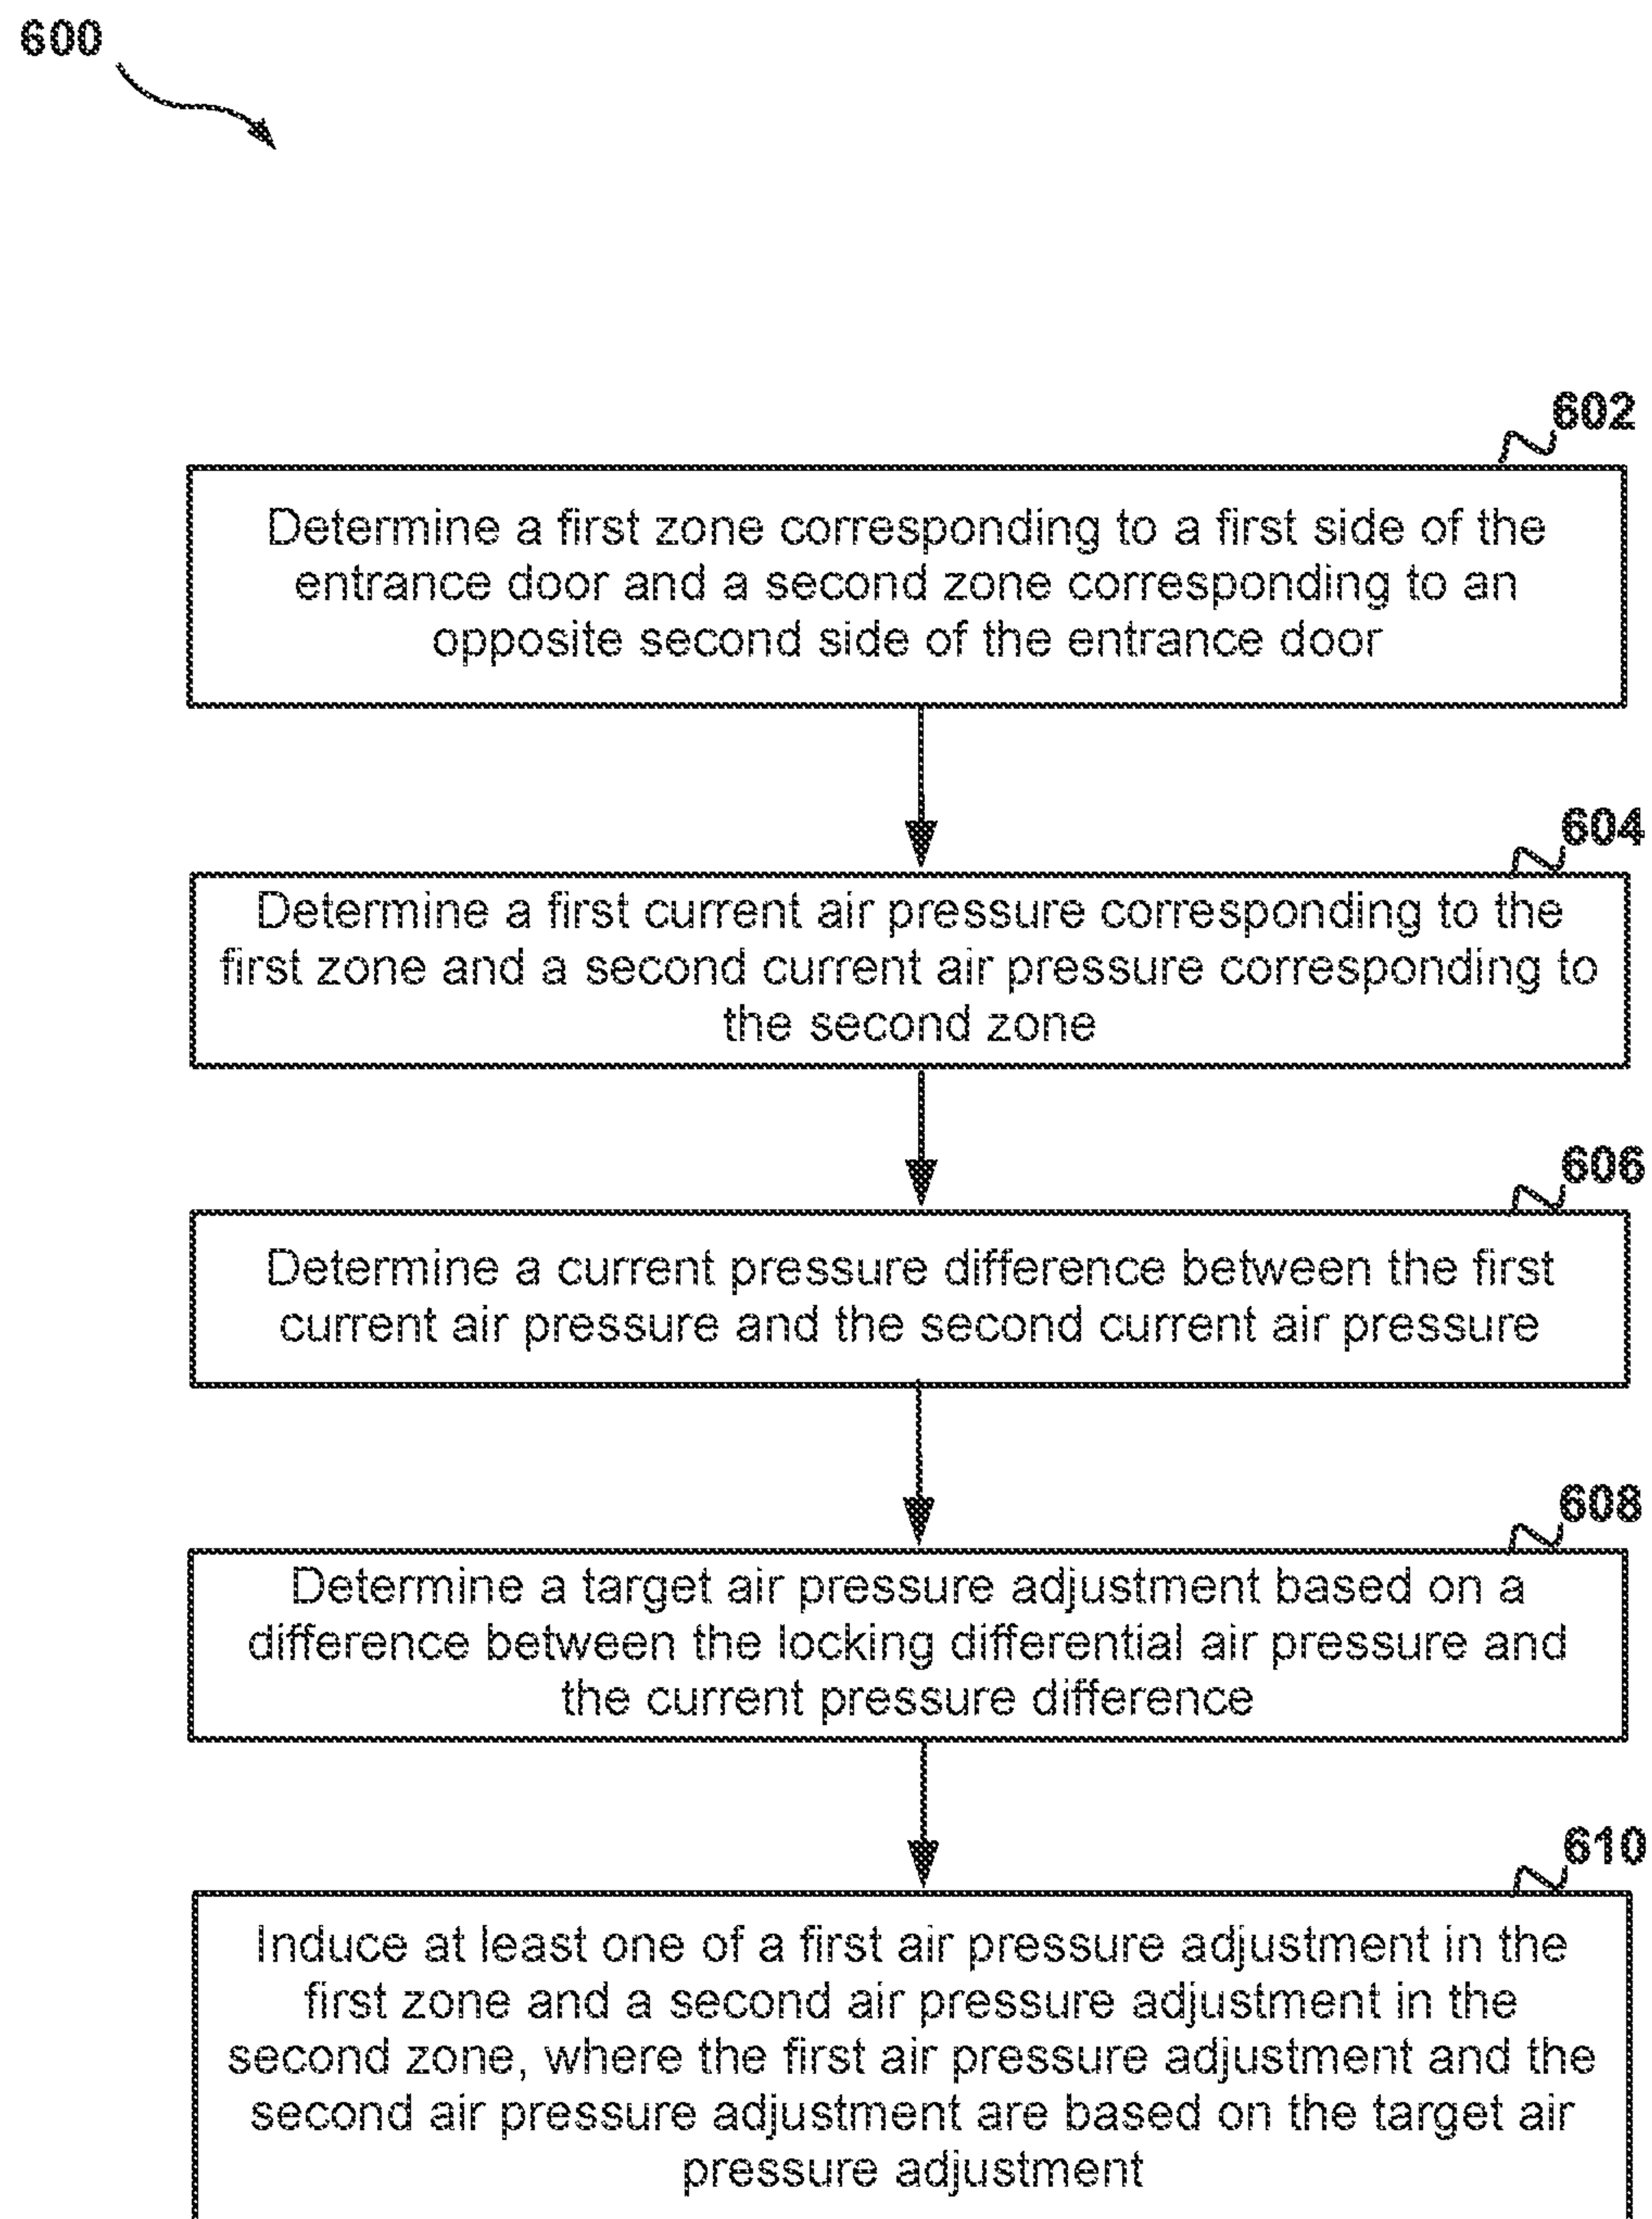 600
602
Determine a first zone corresponding to a first side of the
entrance door and a second zone corresponding to an
opposite second side of the entrance door
604
Determine a first current air pressure corresponding to the
first zone and a second current air pressure corresponding to
the second zone
606
Determine a current pressure difference between the first
current air pressure and the second current air pressure
608
Determine a target air pressure adjustment based on a
difference between the locking differential air pressure and
the current pressure difference
610
Induce at least one of a first air pressure adjustment in the
first zone and a second air pressure adjustment in the
second zone, where the first air pressure adjustment and the
second air pressure adjustment are based on the target air
pressure adjustment